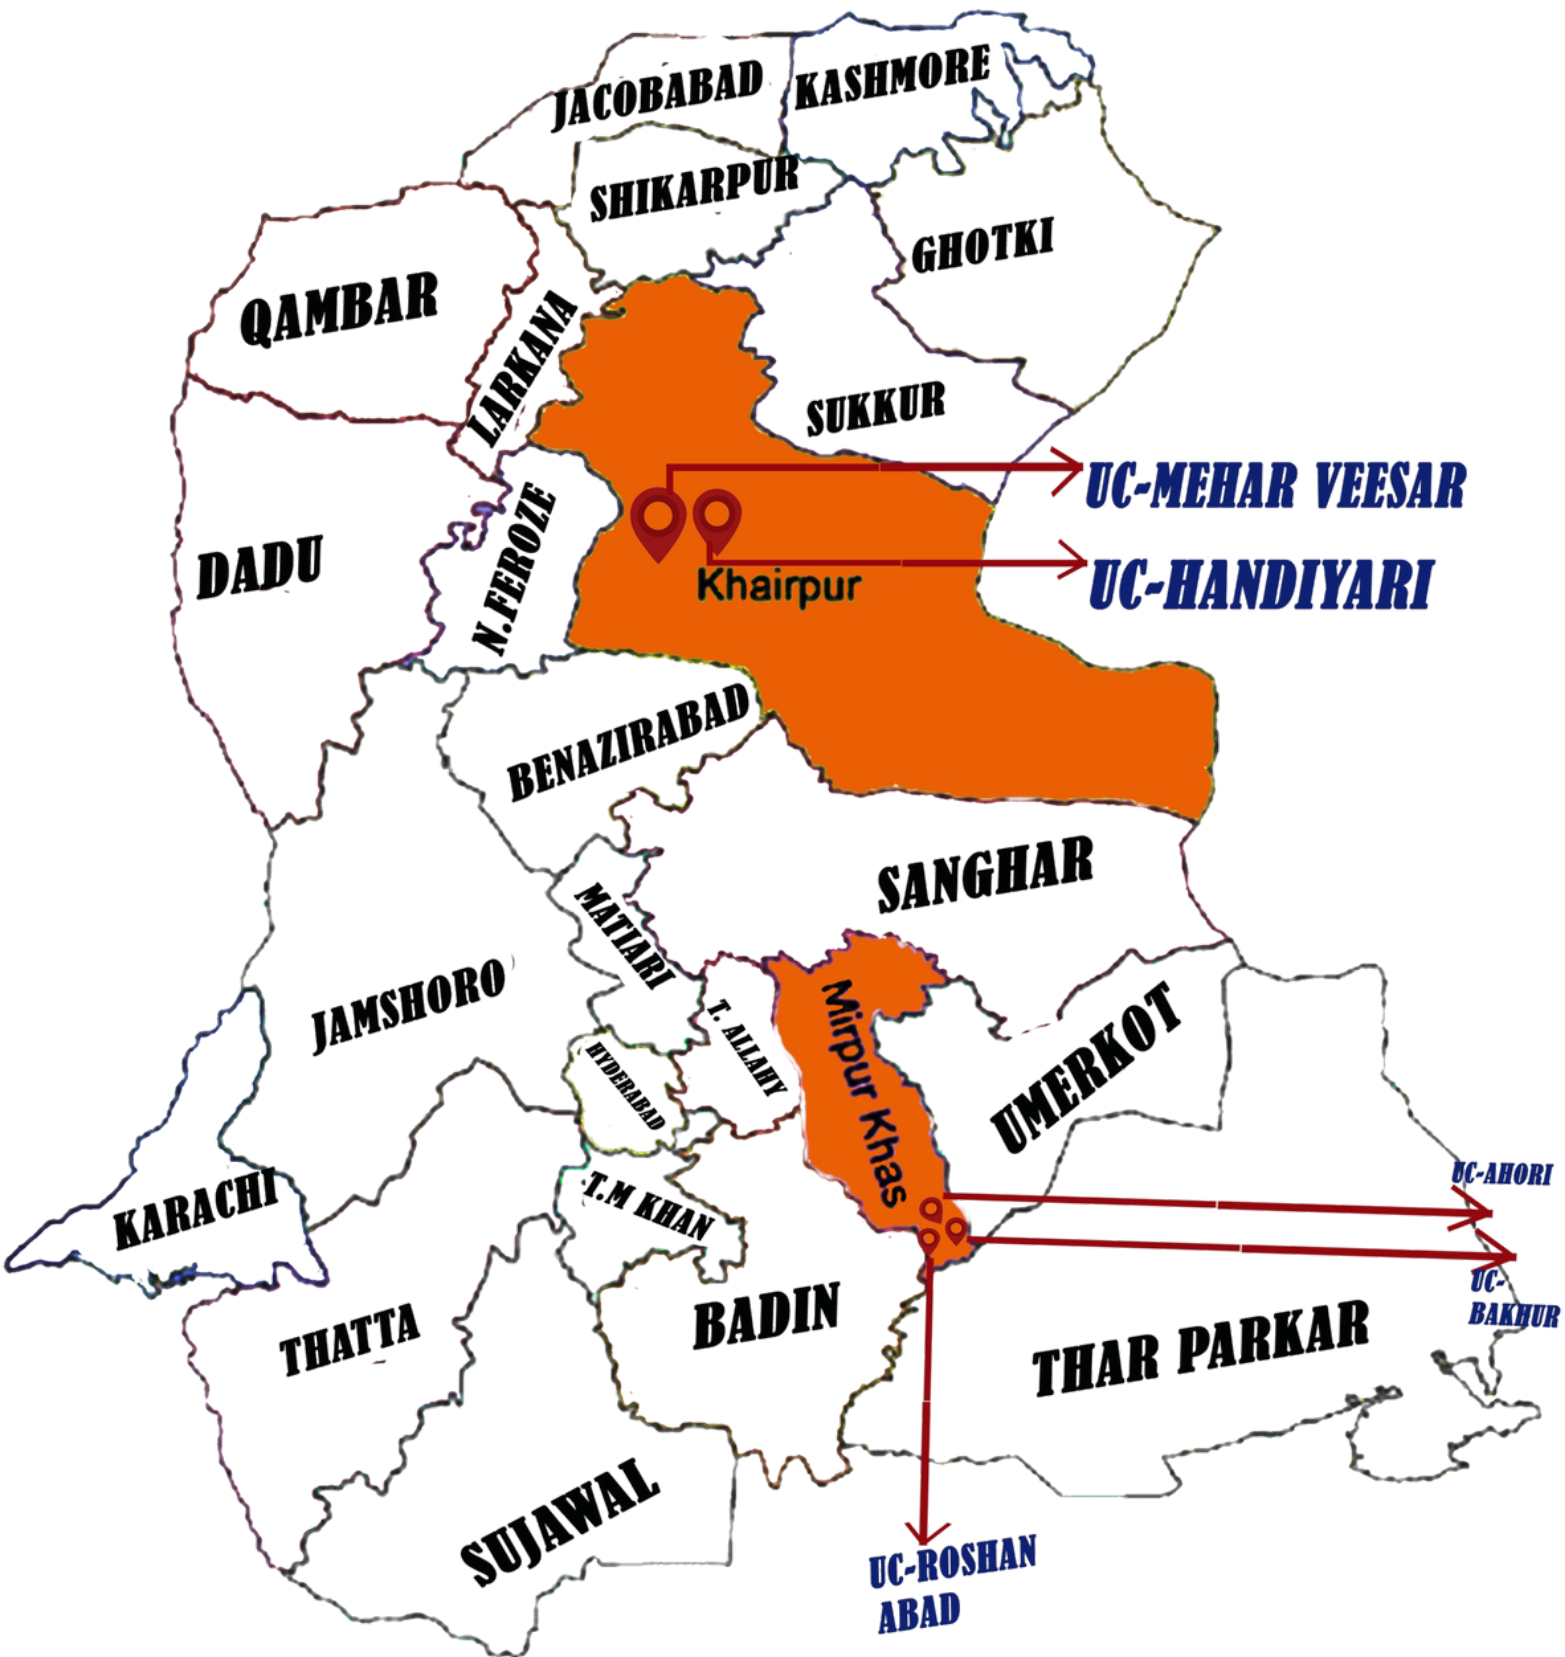 JACOBABAD
KASHMORE
SHIKARPUR
GHOTKI
QAMBAR
LARKANA
SUKKUR
UC-MEHAR VEESAR
DADU
N.FEROZE
Khairpur
UC-HANDIYARI
BENAZIRABAD
SANGHAR
MATIARI
JAMSHORO
T. ALLAHY
Mirpur Khas
UMERKOT
HYDERABAD
KARACHI
T.M KHAN
UC-AHORI
UC-
BAKHUR
THATTA
BADIN
THAR PARKAR
SUJAWAL
UC-ROSHAN
ABAD